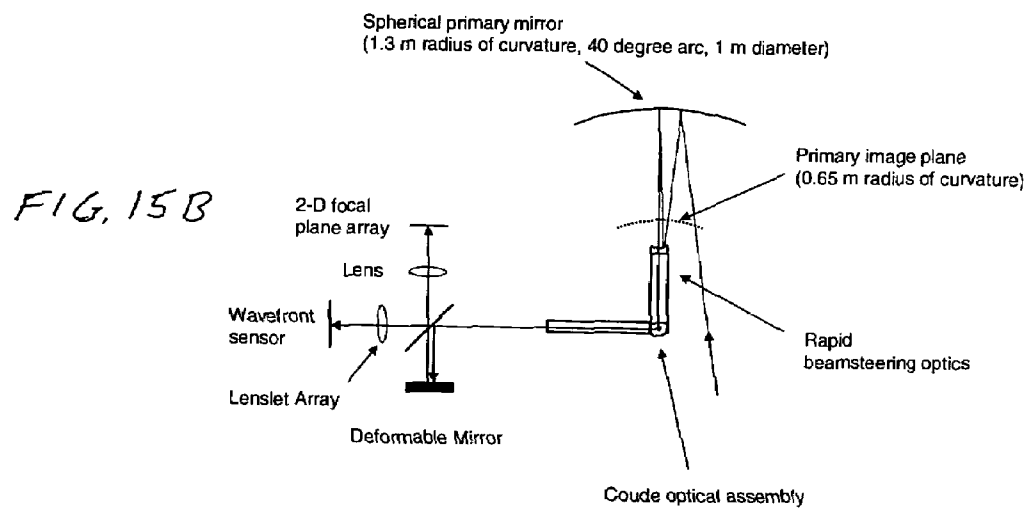 Spherical primary mirror
(1.3 m radius of curvature, 40 degree arc, 1 m diameter)
Primary image plane
(0.65 m radius of curvature)
FIG. 15B
2-D focal
plane array
Lens
Wavefront
sensor
Rapid
beamsteering optics
Lenslet Array
Deformable Mirror
Coude optical assembly